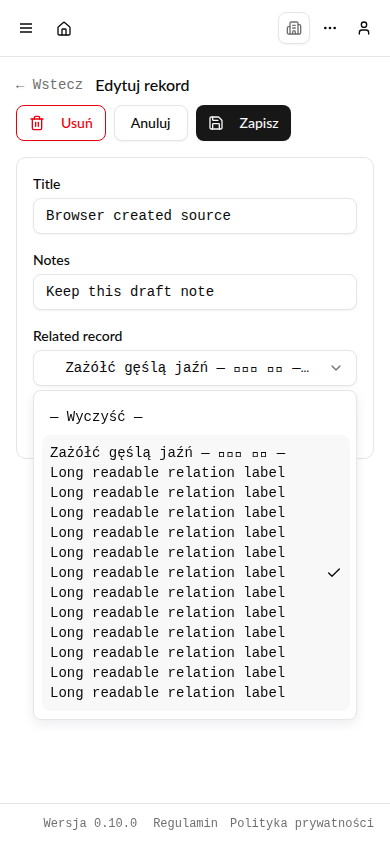 ← Wstecz Edytuj rekord
Usuń Anuluj Zapisz
Title
Browser created source
Notes
Keep this draft note
Related record
Zażółć gęślą jaźń — —…
— Wyczyść —
Zażółć gęślą jaźń — —
Long readable relation label
Long readable relation label
Long readable relation label
Long readable relation label
Long readable relation label
Long readable relation label
Long readable relation label
Long readable relation label
Long readable relation label
Long readable relation label
Long readable relation label
Long readable relation label
Wersja 0.10.0 Regulamin Polityka prywatności